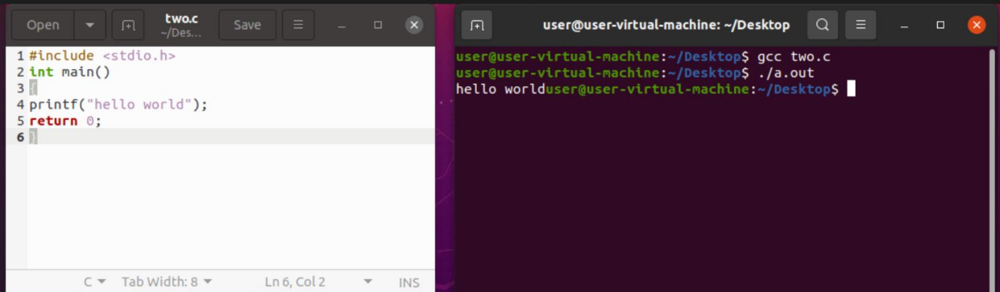 Open
two.c
~/Des...
Save
1 #include <stdio.h>
2 int main()
3 {
4 printf("hello world");
5 return 0;
6 }
C
Tab Width: 8
Ln 6, Col 2
INS
user@user-virtual-machine: ~/Desktop
user@user-virtual-machine:~/Desktop$ gcc two.c
user@user-virtual-machine:~/Desktop$ ./a.out
hello worlduser@user-virtual-machine:~/Desktop$